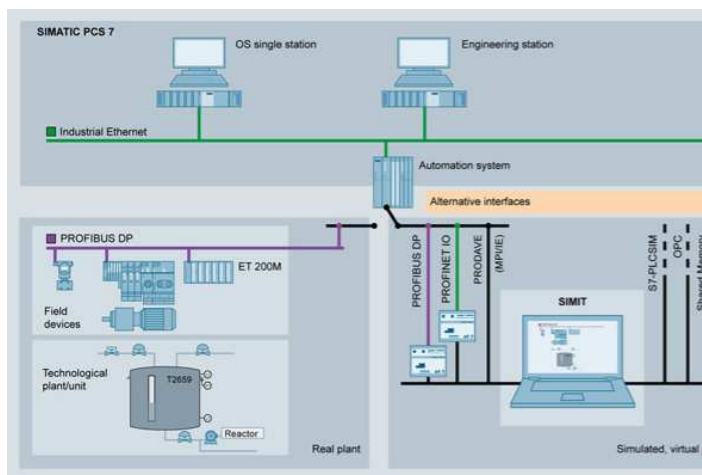 SIMATIC PCS 7
OS single station
Engineering station
Industrial Ethernet
Automation system
Alternative interfaces
PROFIBUS DP
ET 200M
Field
devices
Technological
plant/unit
T2659
Reactor
Real plant
PROFIBUS DP
PROFINET IO
PRODAVE
(MPI/IE)
S7-PLCSIM
OPC
Shared Memory
SIMIT
Simulated, virtual